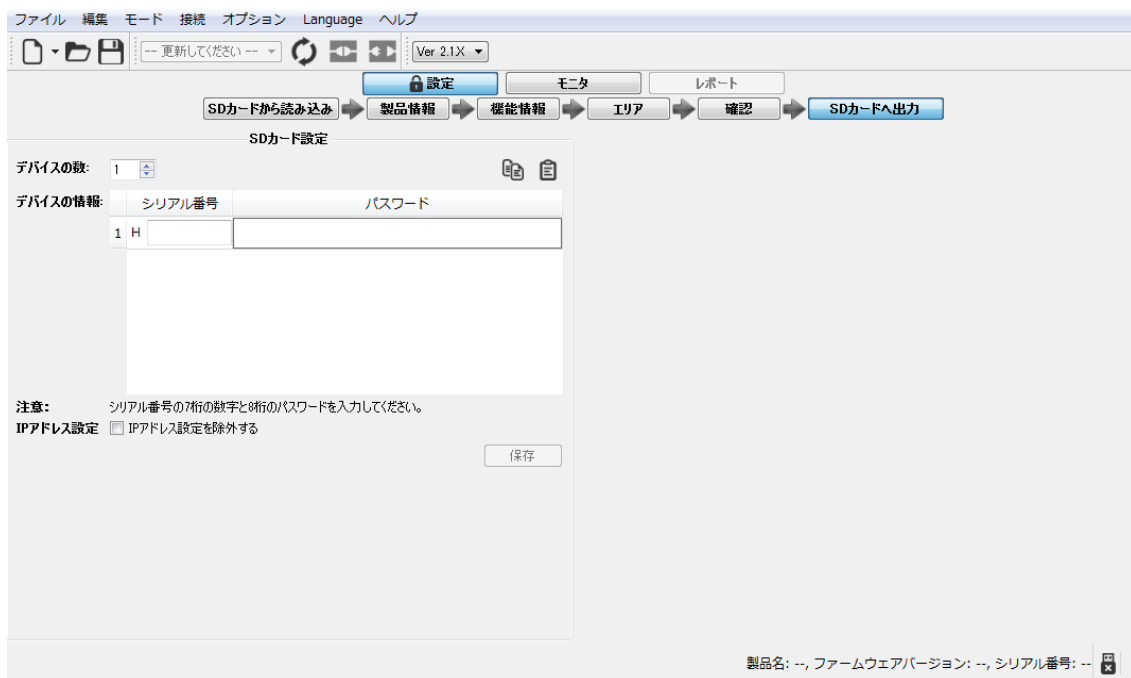 ファイル 編集 モード 接続 オプション Language ヘルプ
-- 更新してください -- Ver 2.1X
設定 モニタ レポート
SDカードから読み込み 製品情報 機能情報 エリア 確認 SDカードへ出力
SDカード設定
デバイスの数: 1
デバイスの情報: シリアル番号 パスワード
1 H
注意: シリアル番号の7桁の数字と8桁のパスワードを入力してください。
IPアドレス設定 IPアドレス設定を除外する
保存
製品名: --, ファームウェアバージョン: --, シリアル番号: --